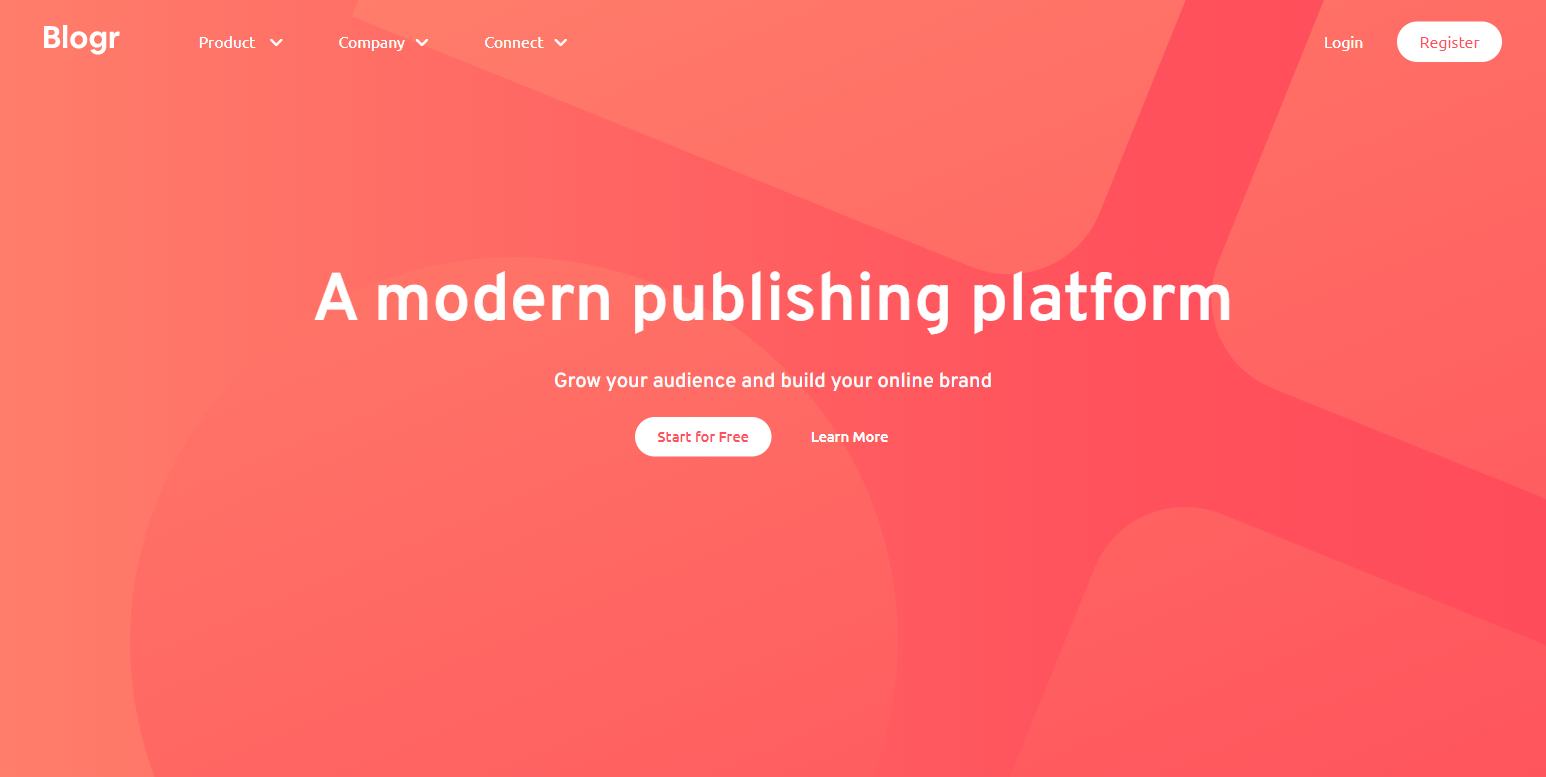 Blogr Product Company Connect Login Register
A modern publishing platform
Grow your audience and build your online brand
Start for Free Learn More